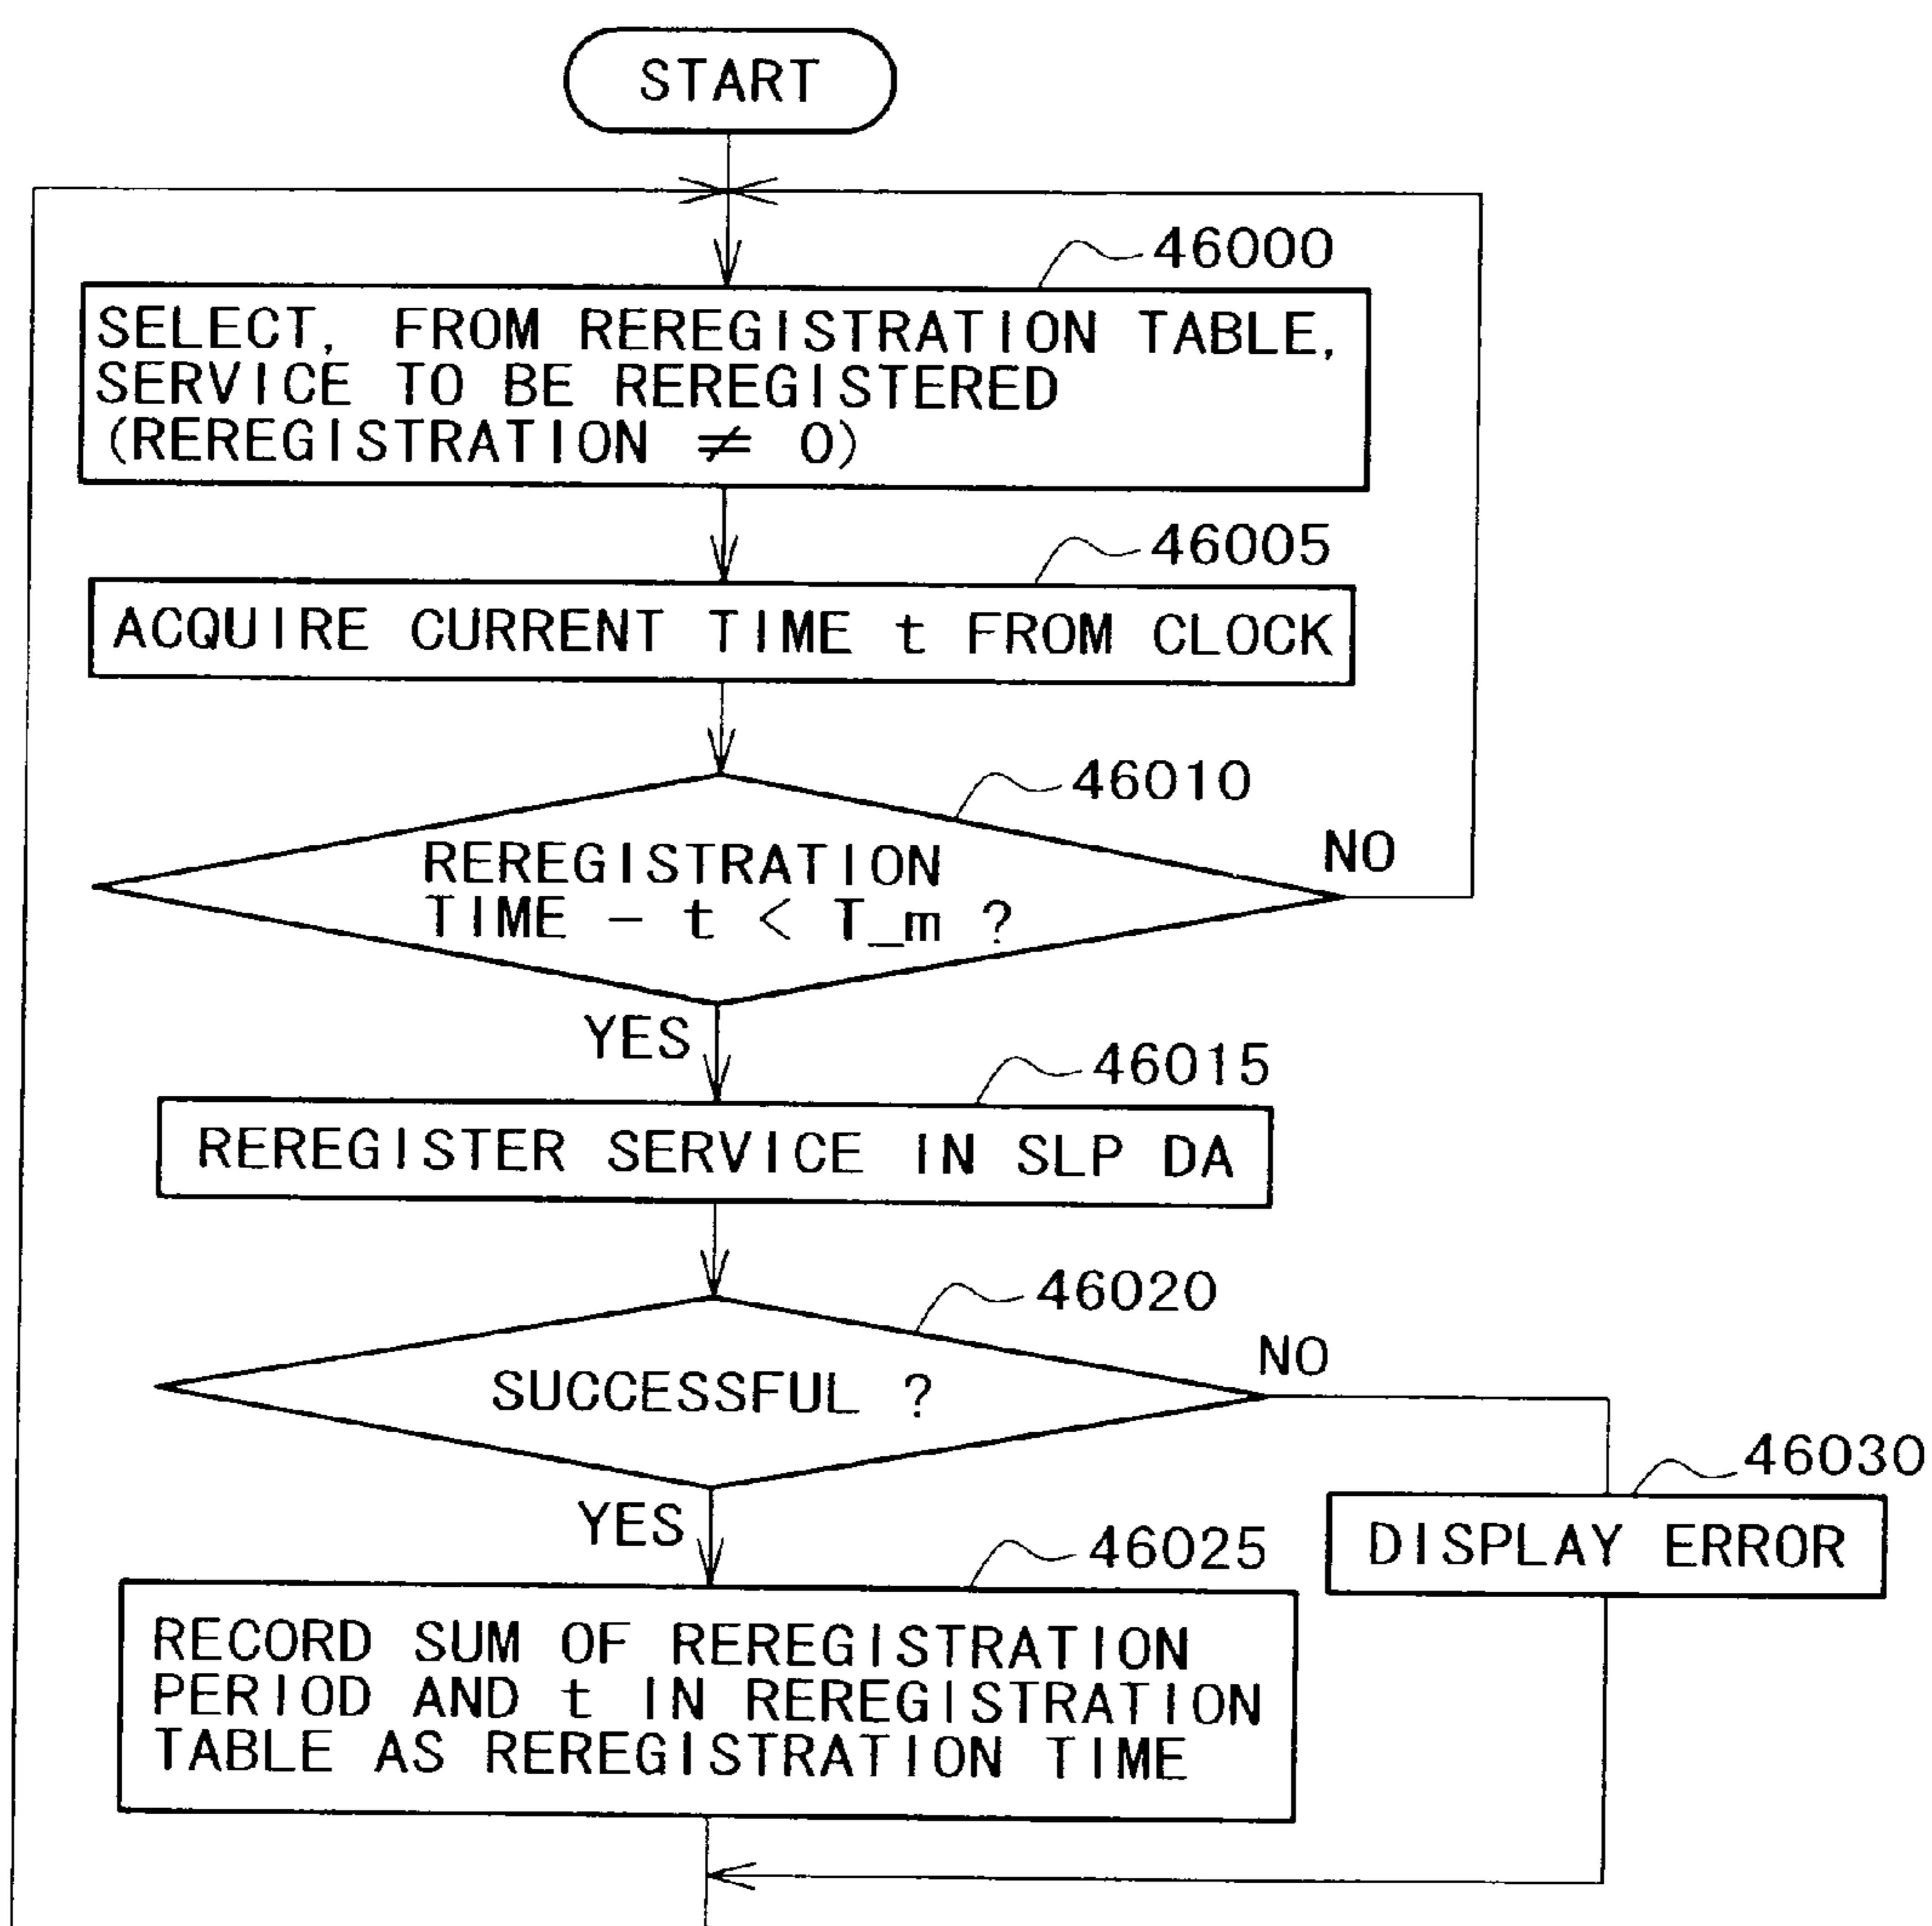 START
46000
SELECT, FROM REREGISTRATION TABLE,
SERVICE TO BE REREGISTERED
(REREGISTRATION ≠ 0)
46005
ACQUIRE CURRENT TIME t FROM CLOCK
46010
REREGISTRATION
TIME - t < T_m ?
NO
YES
46015
REREGISTER SERVICE IN SLP DA
46020
SUCCESSFUL ?
NO
46030
DISPLAY ERROR
YES
46025
RECORD SUM OF REREGISTRATION
PERIOD AND t IN REREGISTRATION
TABLE AS REREGISTRATION TIME